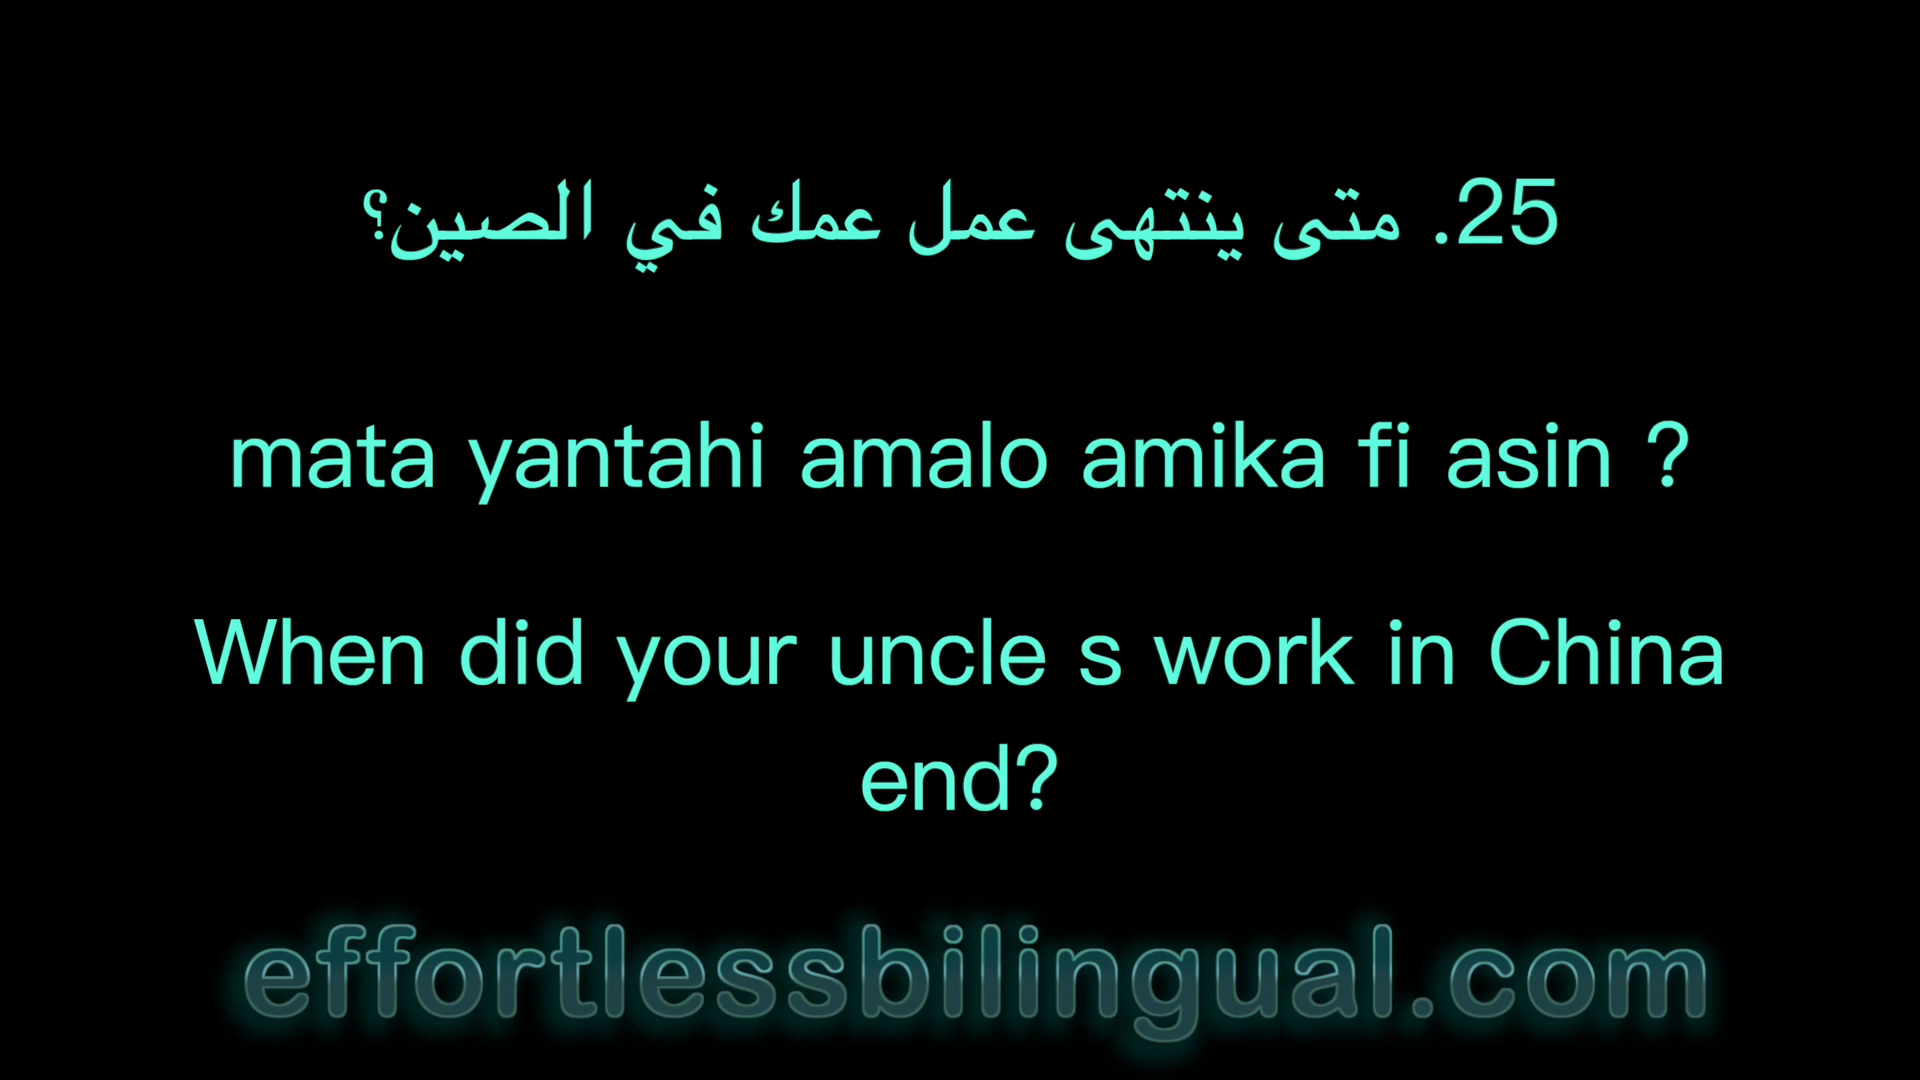 25. متى ينتهى عمل عمك في الصين؟
mata yantahi amalo amika fi asin ?
When did your uncle s work in China
end?
effortlessbilingual.com